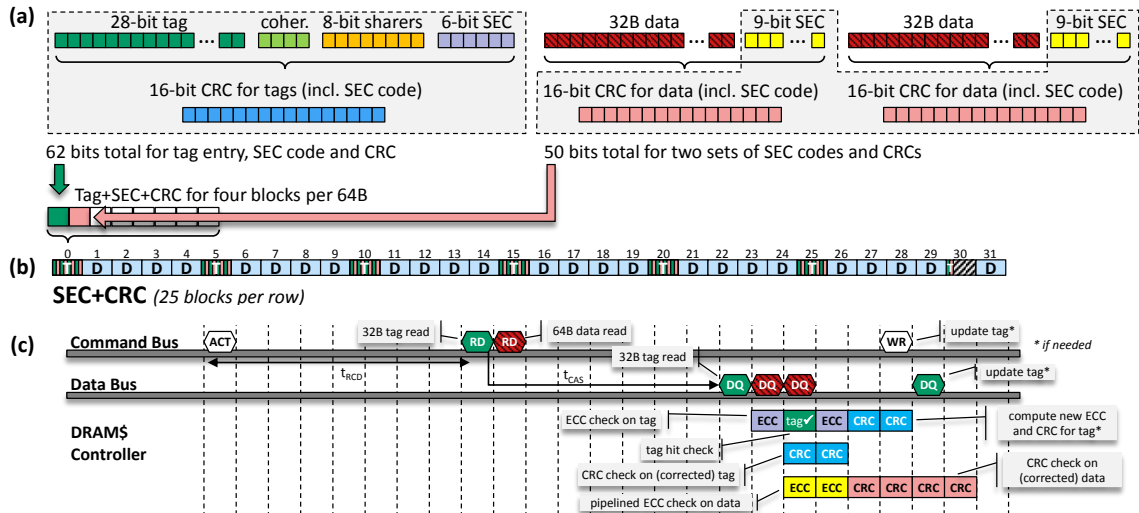 (a)
28-bit tag coher. 8-bit sharers 6-bit SEC 32B data 9-bit SEC 32B data 9-bit SEC
... ... ... ... ...
16-bit CRC for tags (incl. SEC code) 16-bit CRC for data (incl. SEC code) 16-bit CRC for data (incl. SEC code)
62 bits total for tag entry, SEC code and CRC 50 bits total for two sets of SEC codes and CRCs
Tag+SEC+CRC for four blocks per 64B
0 1 2 3 4 5 6 7 8 9 10 11 12 13 14 15 16 17 18 19 20 21 22 23 24 25 26 27 28 29 30 31
(b) T D D D D T D D D D T D D D D T D D D D T D D D D T D D D D T D
SEC+CRC (25 blocks per row)
(c)
Command Bus ACT 32B tag read RD RD 64B data read WR update tag* * if needed
tRCD 32B tag read
Data Bus tCAS DQ DQ DQ DQ update tag*
DRAM$
Controller
ECC check on tag ECC tag✓ ECC CRC CRC compute new ECC
and CRC for tag*
tag hit check
CRC check on (corrected) tag CRC CRC
CRC check on
(corrected) data
pipelined ECC check on data ECC ECC CRC CRC CRC CRC